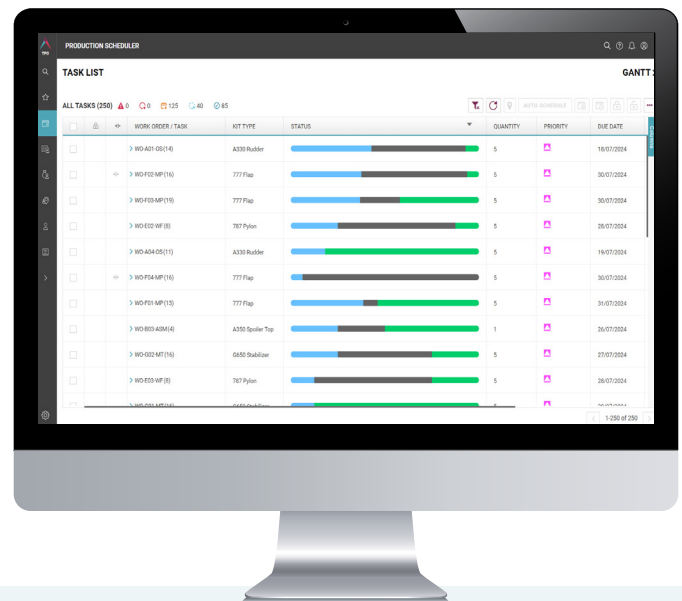 TPO PRODUCTION SCHEDULER
TASK LIST GANTT
ALL TASKS (250) 0 0 125 40 85 AUTO SCHEDULE
WORK ORDER / TASK KIT TYPE STATUS QUANTITY PRIORITY DUE DATE
WO-A01-OS(14) A330 Rudder 5 18/07/2024
WO-F02-MP(16) 777 Flap 5 30/07/2024
WO-F03-MP(19) 777 Flap 5 30/07/2024
WO-E02-WF(8) 787 Pylon 5 28/07/2024
WO-A04-OS(11) A330 Rudder 5 19/07/2024
WO-F04-MP(16) 777 Flap 5 30/07/2024
WO-F01-MP(13) 777 Flap 5 31/07/2024
WO-B03-ASM(4) A350 Spoiler Top 1 26/07/2024
WO-G02-MT(16) G650 Stabilizer 5 27/07/2024
WO-E03-WF(8) 787 Pylon 5 28/07/2024
1-250 of 250